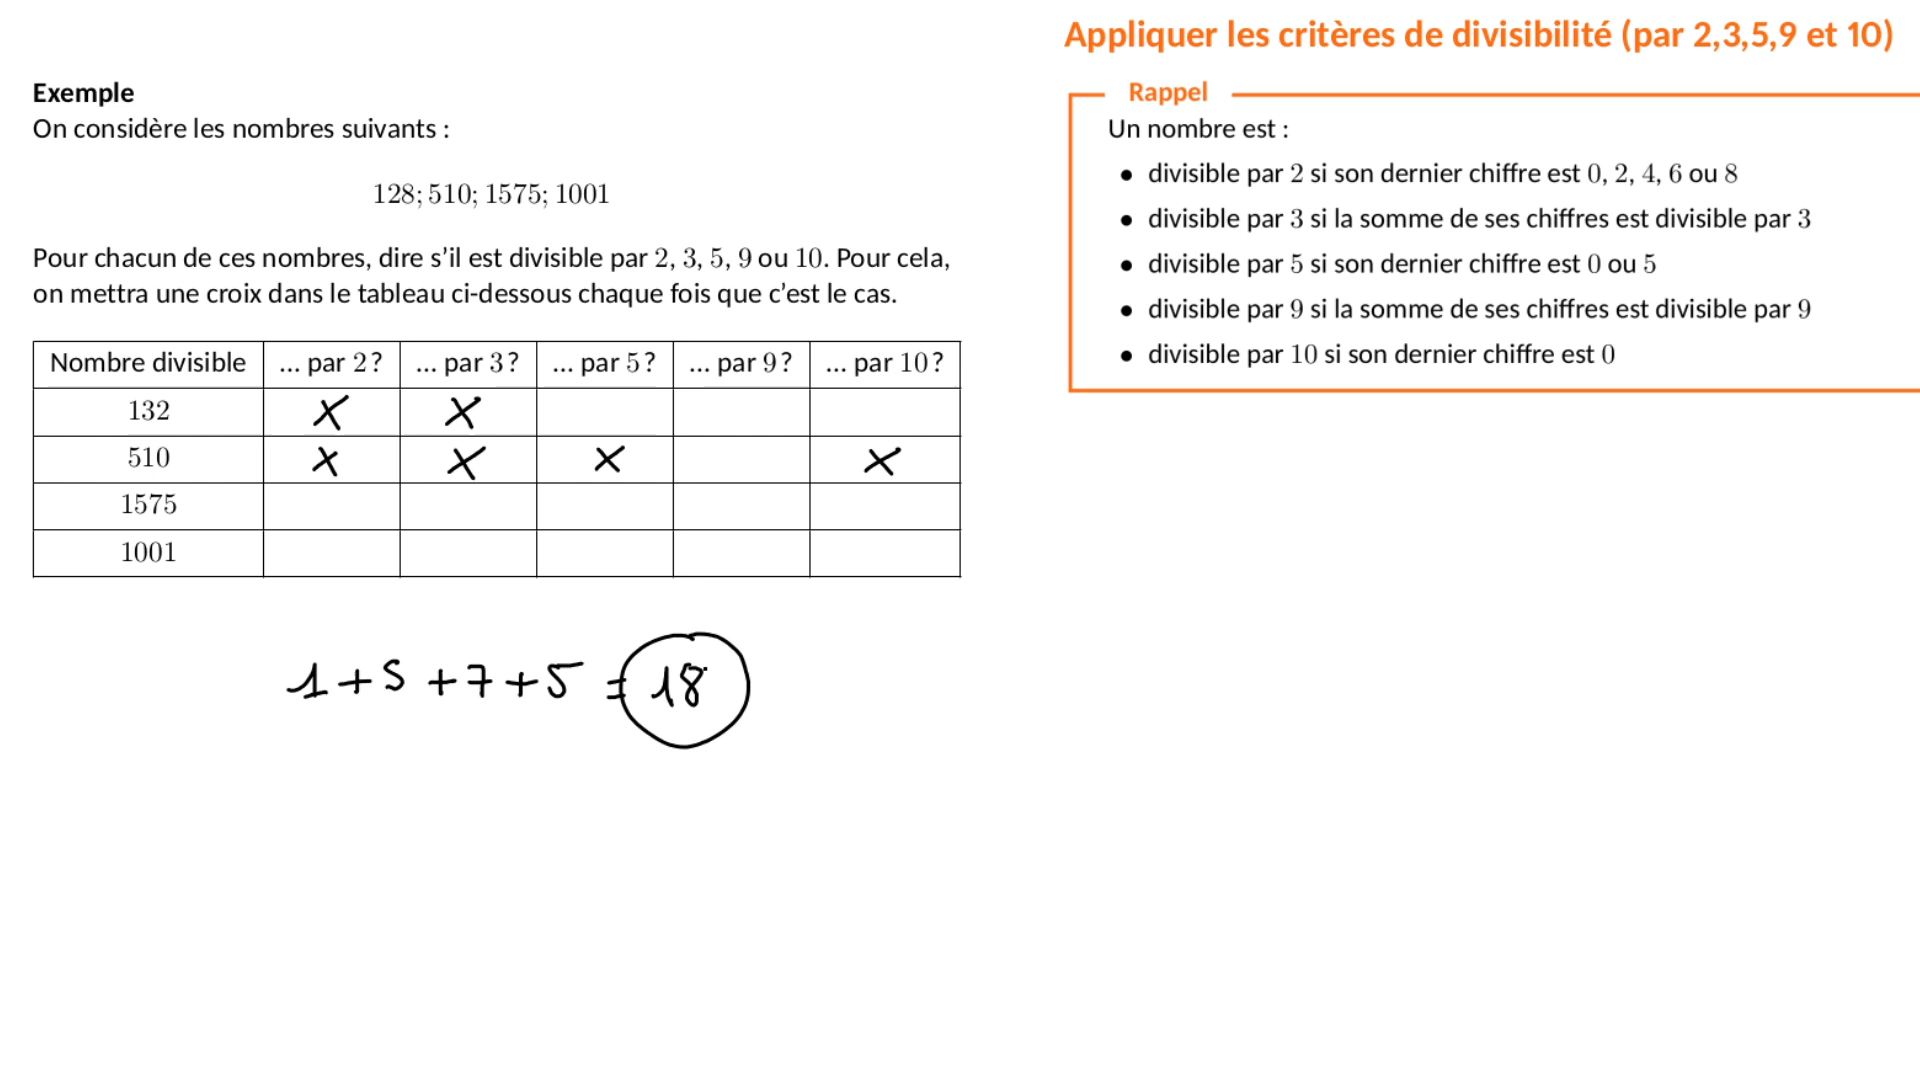 Appliquer les critères de divisibilité (par 2,3,5,9 et 10)
Exemple
On considère les nombres suivants :
128; 510; 1575; 1001
Pour chacun de ces nombres, dire s'il est divisible par 2, 3, 5, 9 ou 10. Pour cela,
on mettra une croix dans le tableau ci-dessous chaque fois que c'est le cas.
Nombre divisible ... par 2? ... par 3? ... par 5? ... par 9? ... par 10?
132 X X
510 X X X X
1575
1001
1+5+7+5 = 18
Rappel
Un nombre est :
• divisible par 2 si son dernier chiffre est 0, 2, 4, 6 ou 8
• divisible par 3 si la somme de ses chiffres est divisible par 3
• divisible par 5 si son dernier chiffre est 0 ou 5
• divisible par 9 si la somme de ses chiffres est divisible par 9
• divisible par 10 si son dernier chiffre est 0